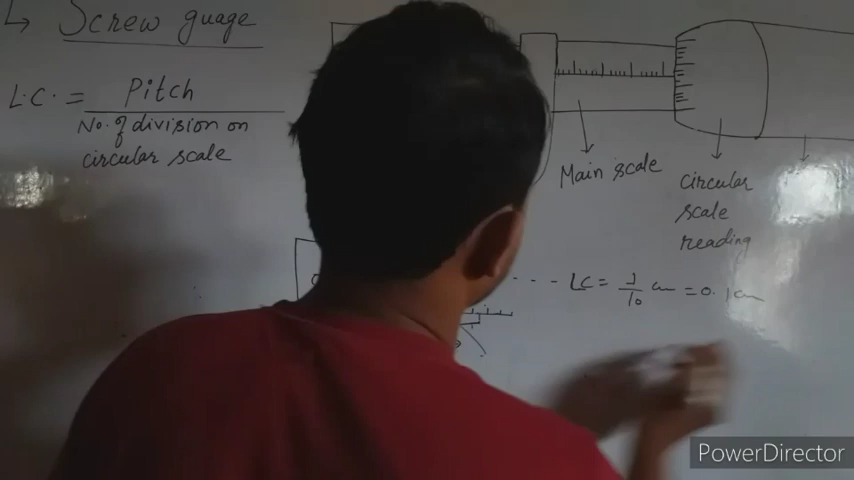 ↳ Screw guage
L.C. = Pitch
No. of division on
circular scale
Main scale
circular
scale
reading
- - - LC = 1/10 cm = 0.1 cm
PowerDirector